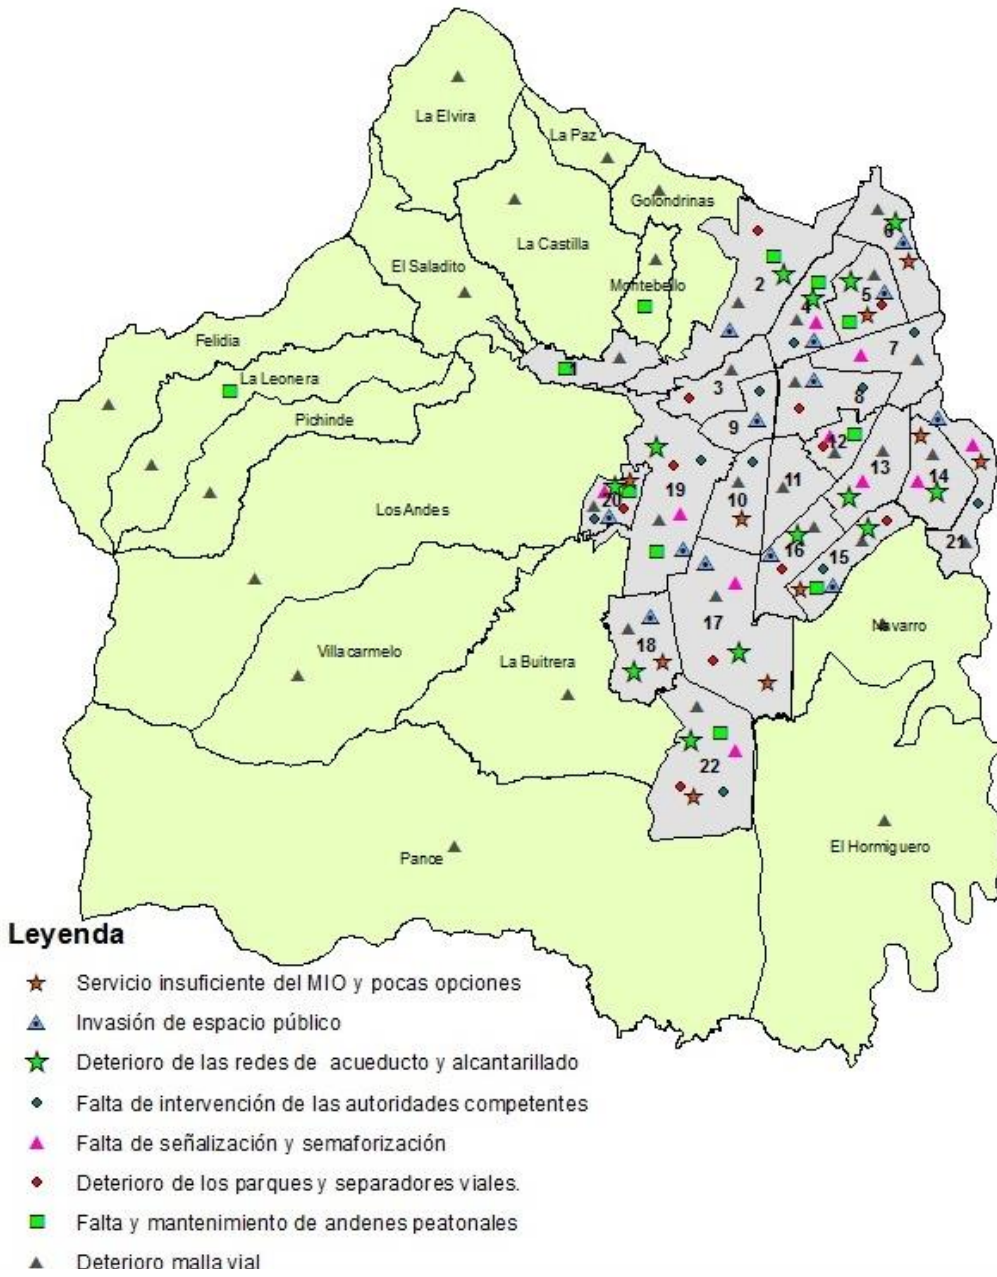 La Elvira
La Paz
Golondrinas
La Castilla
El Saladito
Montebello
Felidia
La Leonera
Pichinde
Los Andes
Villacarmelo
La Buitrera
Navarro
El Hormiguero
Pance
1
2
3
4
5
6
7
8
9
10
11
12
13
14
15
16
17
18
19
20
21
22
Leyenda
Servicio insuficiente del MIO y pocas opciones
Invasión de espacio público
Deterioro de las redes de acueducto y alcantarillado
Falta de intervención de las autoridades competentes
Falta de señalización y semaforización
Deterioro de los parques y separadores viales.
Falta y mantenimiento de andenes peatonales
Deterioro malla vial